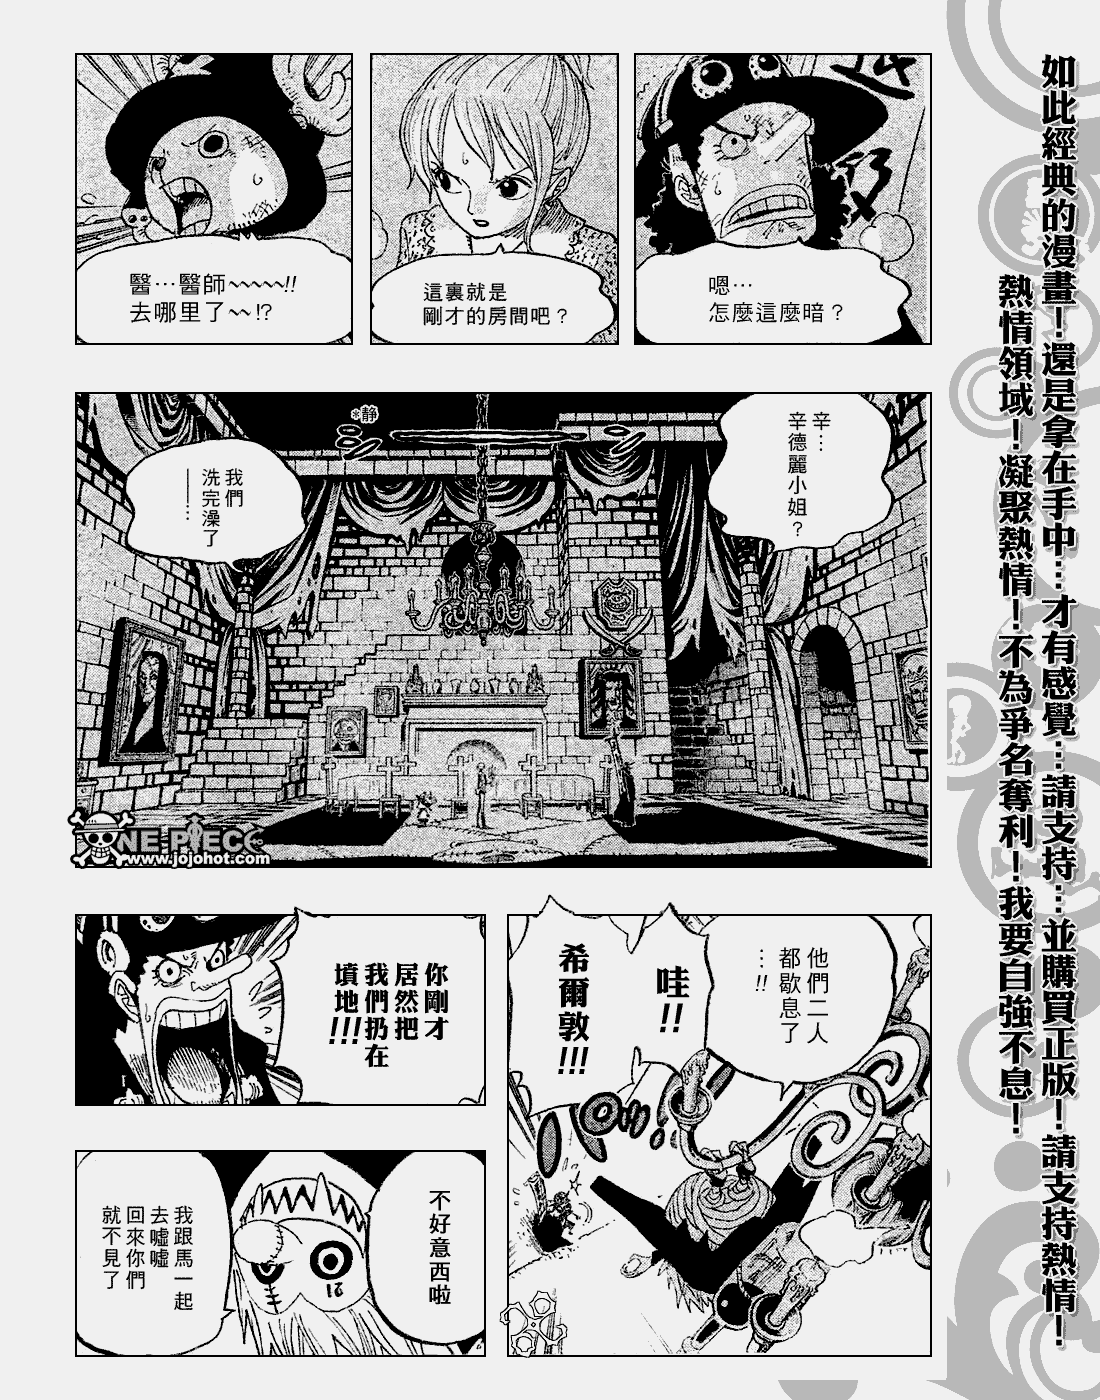 如此經典的漫畫！還是拿在手中…才有感覺…請支持…並購買正版！請支持熱情！
熱情領域！凝聚熱情！不為爭名奪利！我要自強不息！
嗯…
怎麼這麼暗？
這裏就是
剛才的房間吧？
醫…醫師~~~~~!!
去哪里了~~!?
辛…
辛德麗小姐？
*静
我們
洗完澡了
———…
ONE PIECE
www.jojohot.com
他們二人
都歇息了
…!!
哇!!
希爾敦!!!
你剛才
居然把
我們扔在
墳地!!!
不好意西啦
我跟馬一起
去噓噓
回來你們
就不見了